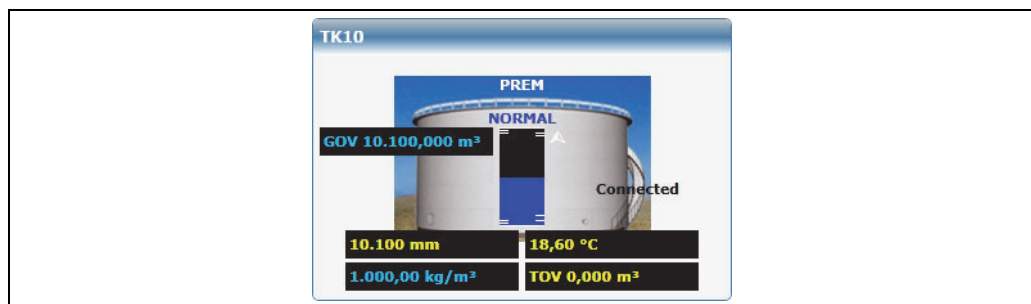 TK10
PREM
NORMAL
GOV 10.100,000 m³
Connected
10.100 mm
18,60 °C
1.000,00 kg/m³
TOV 0,000 m³